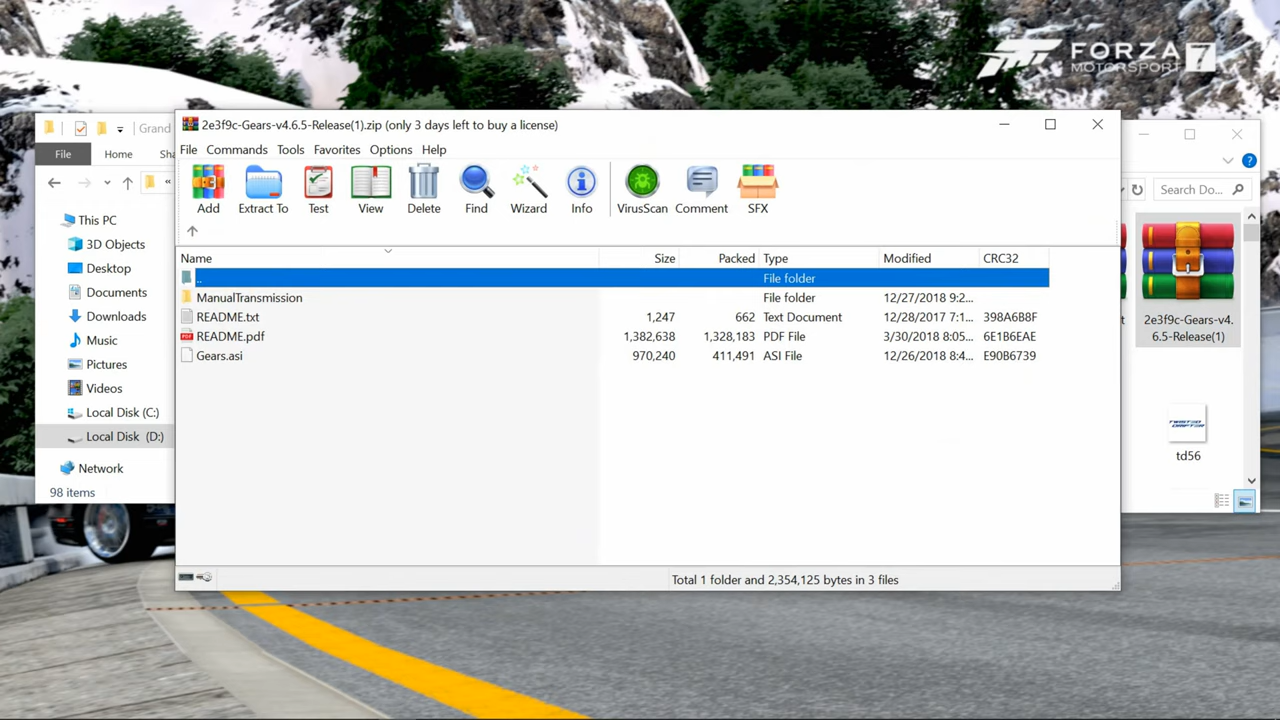 FORZA
MOTORSPORT 7
2e3f9c-Gears-v4.6.5-Release(1).zip (only 3 days left to buy a license)
File Commands Tools Favorites Options Help
Add Extract To Test View Delete Find Wizard Info VirusScan Comment SFX
Name Size Packed Type Modified CRC32
.. File folder
ManualTransmission File folder 12/27/2018 9:2...
README.txt 1,247 662 Text Document 12/28/2017 7:1... 398A6B8F
README.pdf 1,382,638 1,328,183 PDF File 3/30/2018 8:05... 6E1B6EAE
Gears.asi 970,240 411,491 ASI File 12/26/2018 8:4... E90B6739
Total 1 folder and 2,354,125 bytes in 3 files
Grand
File Home Sha
«
This PC
3D Objects
Desktop
Documents
Downloads
Music
Pictures
Videos
Local Disk (C:)
Local Disk (D:)
Network
98 items
Search Do...
t
2e3f9c-Gears-v4.
6.5-Release(1)
TWISTED
DRIFTER
td56